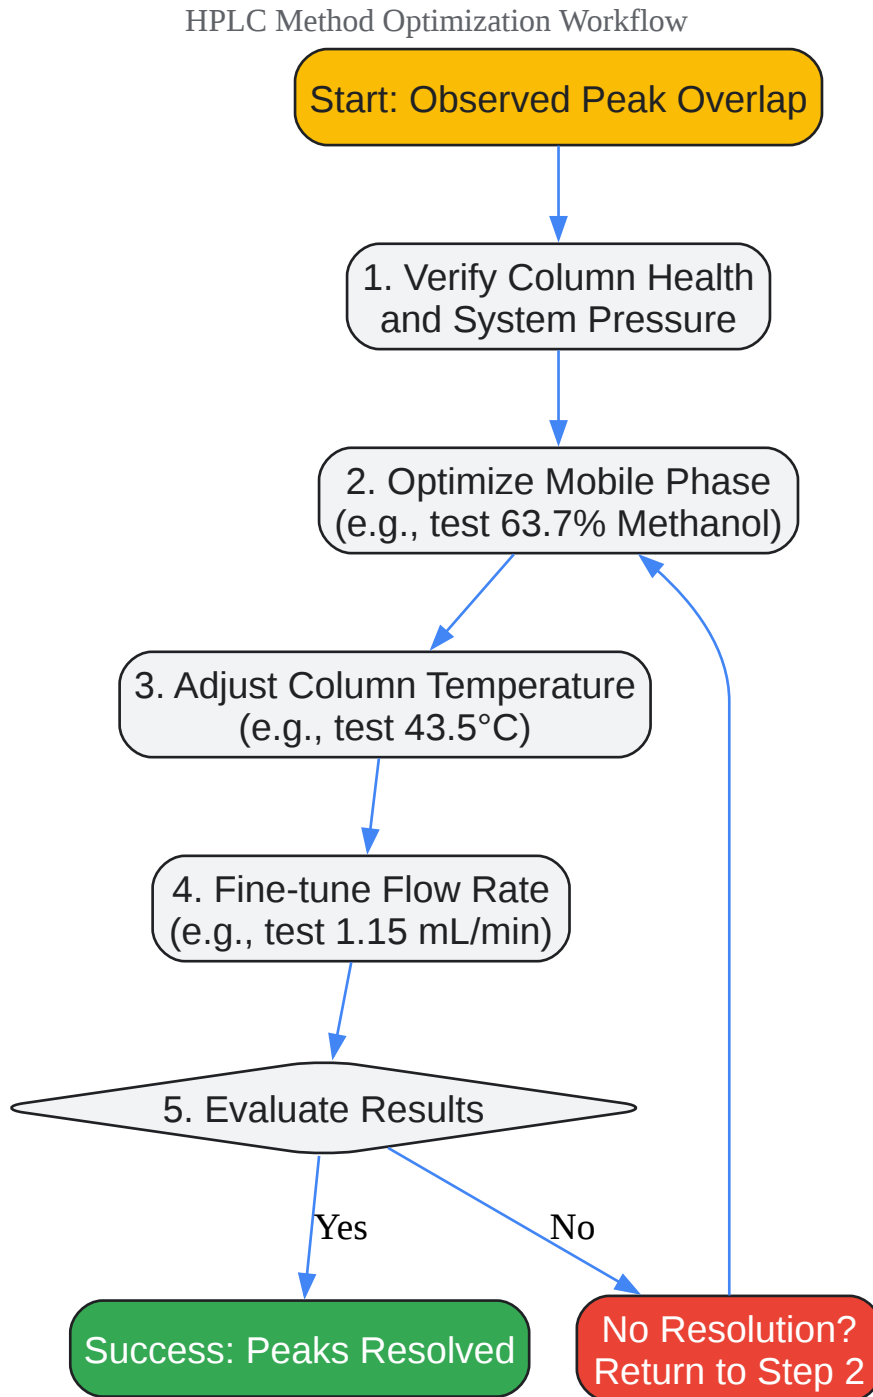 HPLC Method Optimization Workflow
Start: Observed Peak Overlap
1. Verify Column Health
and System Pressure
2. Optimize Mobile Phase
(e.g., test 63.7% Methanol)
3. Adjust Column Temperature
(e.g., test 43.5°C)
4. Fine-tune Flow Rate
(e.g., test 1.15 mL/min)
5. Evaluate Results
Yes
No
Success: Peaks Resolved
No Resolution?
Return to Step 2